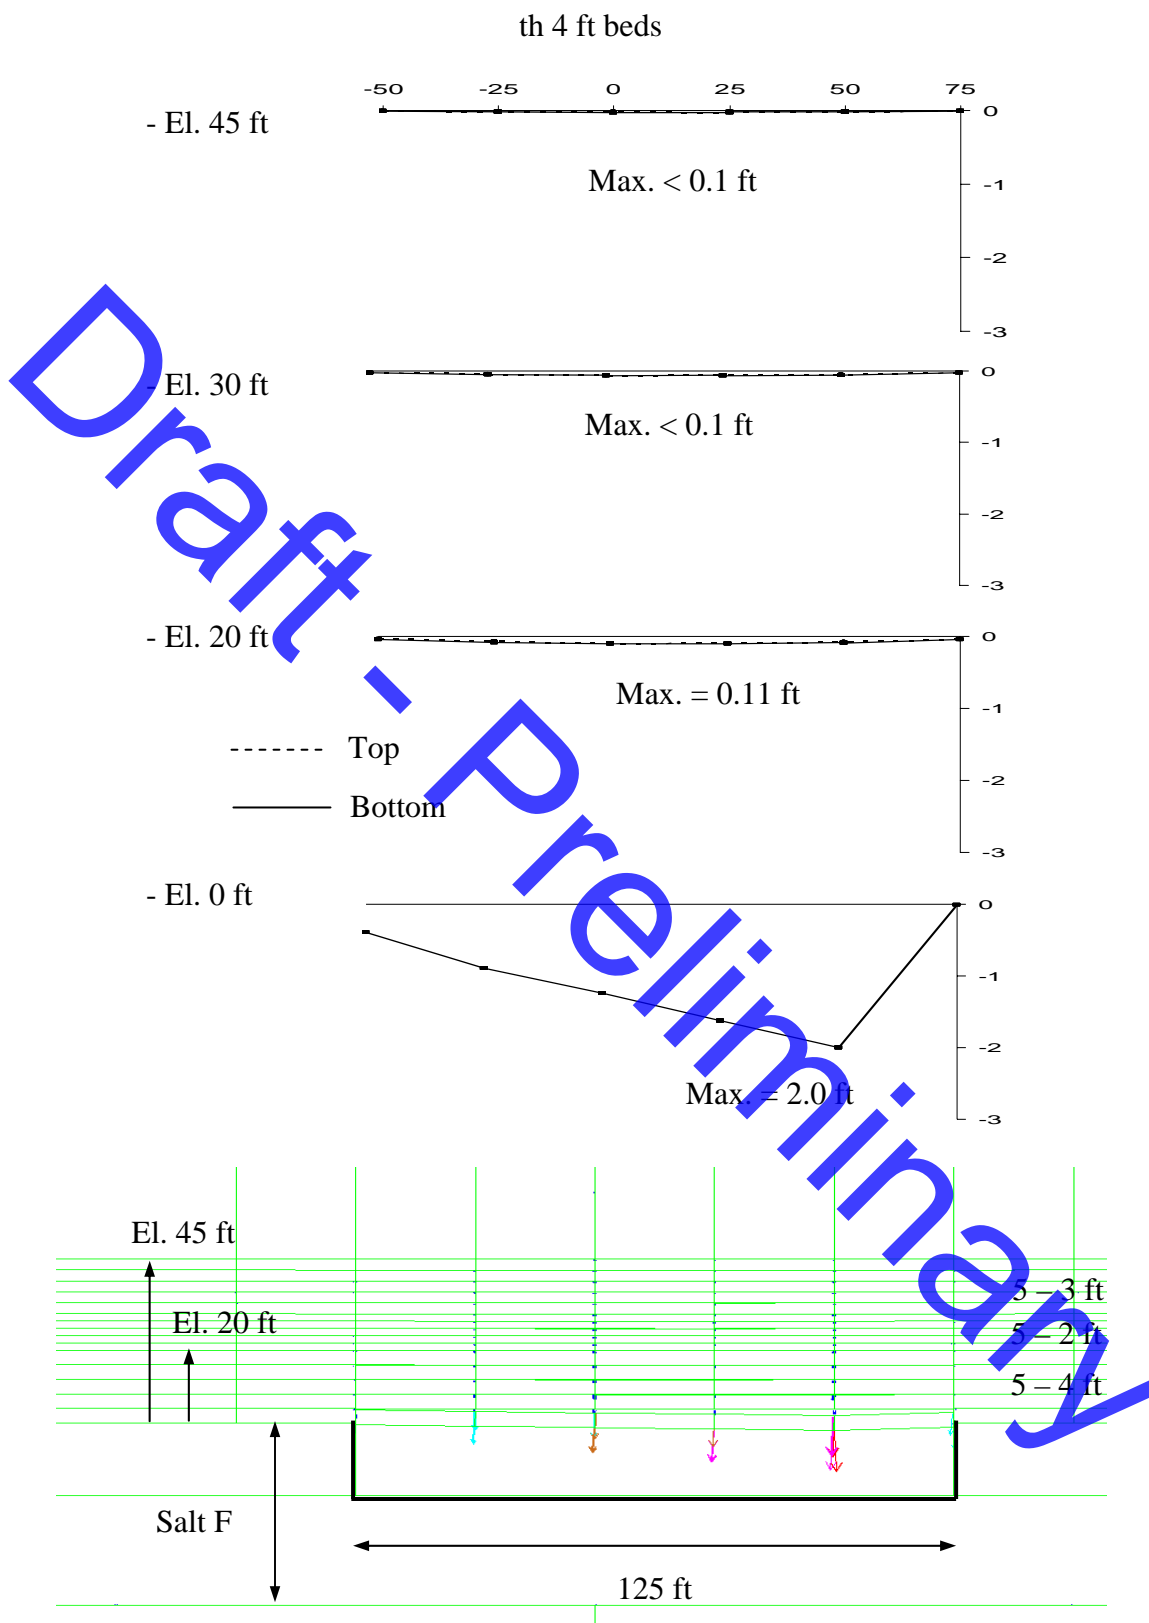 th 4 ft beds
-50 -25 0 25 50 75
- El. 45 ft
0
Max. < 0.1 ft
-1
-2
-3
- El. 30 ft
0
Max. < 0.1 ft
-1
-2
-3
- El. 20 ft
0
Max. = 0.11 ft
-1
Top
-2
Bottom
-3
- El. 0 ft
0
-1
-2
Max. = 2.0 ft
-3
El. 45 ft
5 – 3 ft
El. 20 ft
5 – 2 ft
5 – 4 ft
Salt F
125 ft
Draft - Preliminary